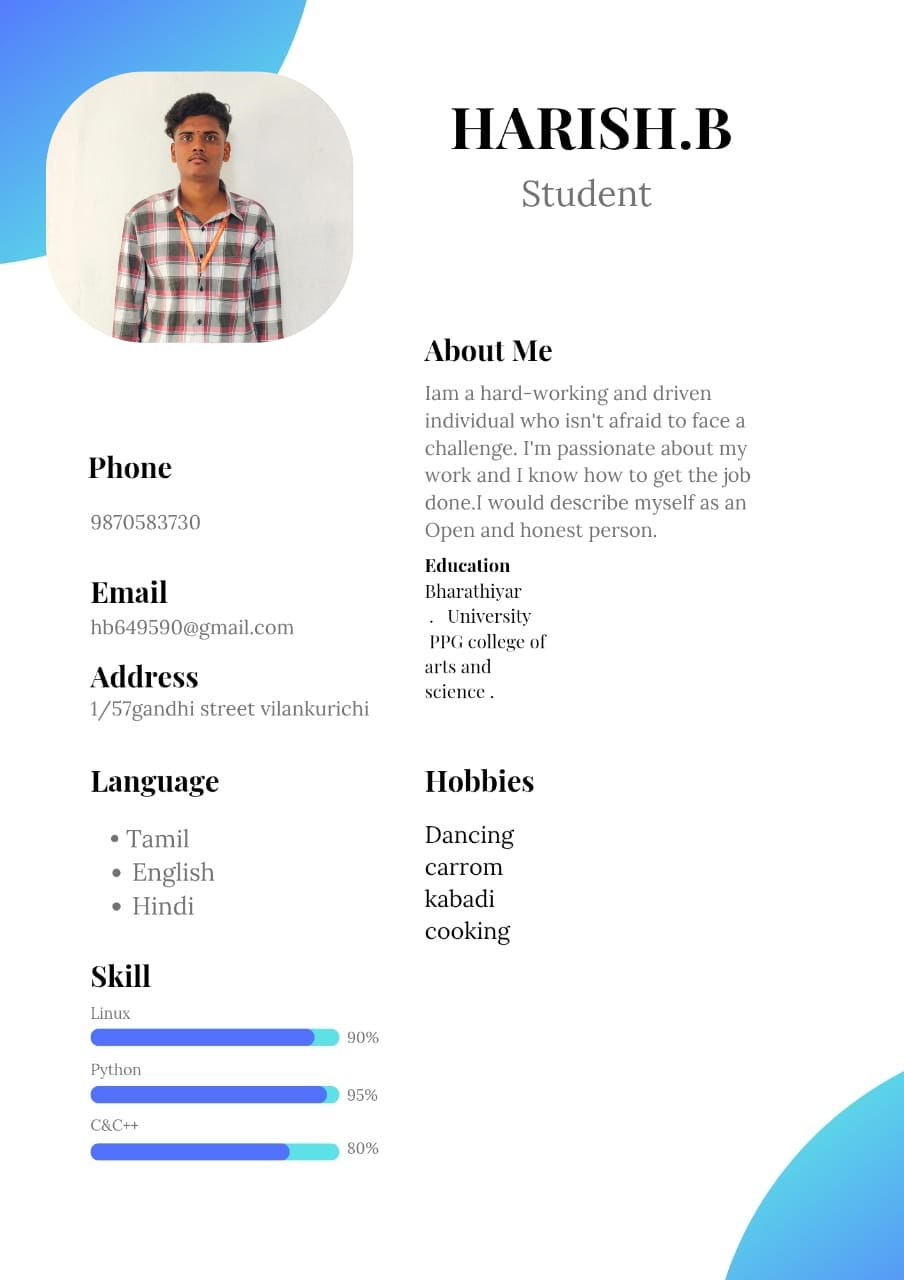 HARISH.B
Student
About Me
Iam a hard-working and driven
individual who isn't afraid to face a
challenge. I'm passionate about my
work and I know how to get the job
done.I would describe myself as an
Open and honest person.
Education
Bharathiyar
. University
PPG college of
arts and
science .
Phone
9870583730
Email
hb649590@gmail.com
Address
1/57gandhi street vilankurichi
Language
• Tamil
• English
• Hindi
Hobbies
Dancing
carrom
kabadi
cooking
Skill
Linux
90%
Python
95%
C&C++
80%